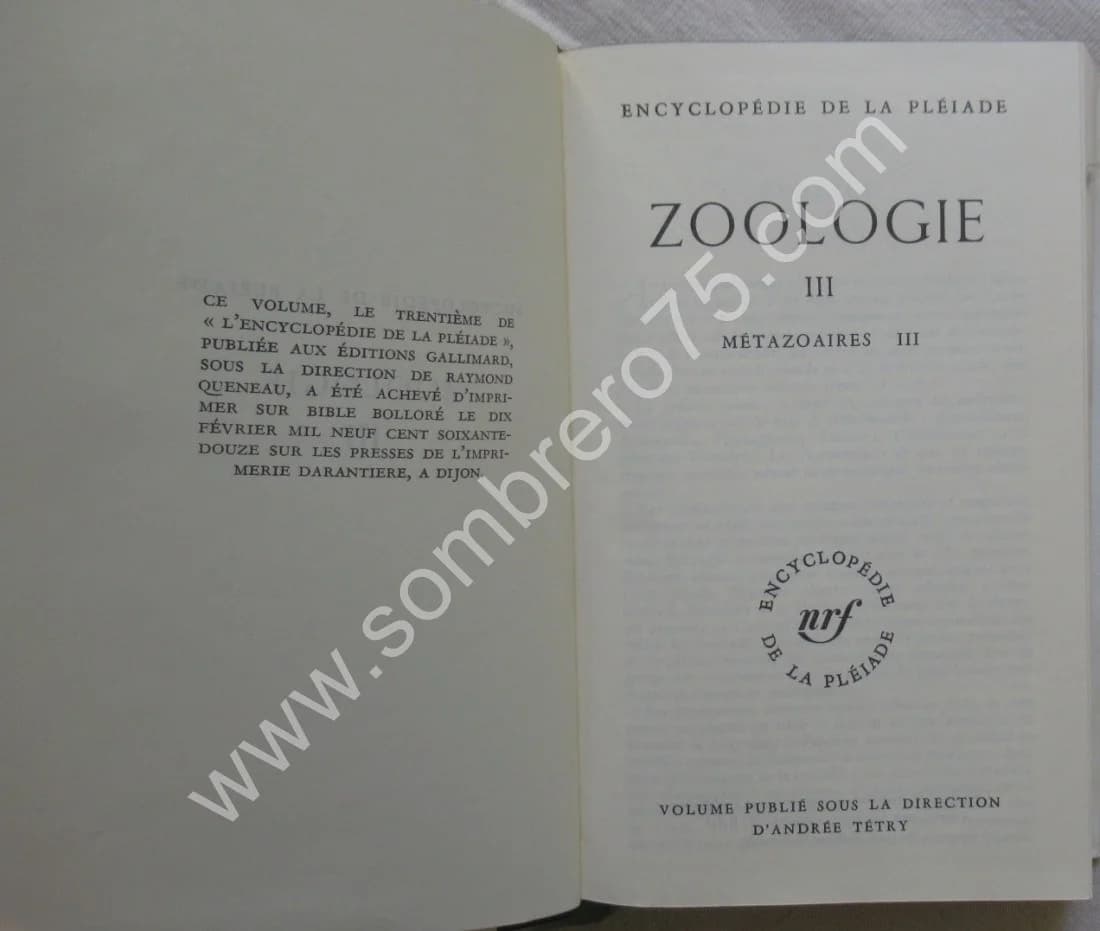 CE VOLUME, LE TRENTIÈME DE
« L'ENCYCLOPÉDIE DE LA PLÉIADE »,
PUBLIÉE AUX ÉDITIONS GALLIMARD,
SOUS LA DIRECTION DE RAYMOND
QUENEAU, A ÉTÉ ACHEVÉ D'IMPRI-
MER SUR BIBLE BOLLORÉ LE DIX
FÉVRIER MIL NEUF CENT SOIXANTE-
DOUZE SUR LES PRESSES DE L'IMPRI-
MERIE DARANTIERE, A DIJON
ENCYCLOPÉDIE DE LA PLÉIADE
ZOOLOGIE
III
MÉTAZOAIRES III
ENCYCLOPÉDIE
nrf
DE LA PLÉIADE
VOLUME PUBLIÉ SOUS LA DIRECTION
D'ANDRÉE TÉTRY
www.sombrero75.com